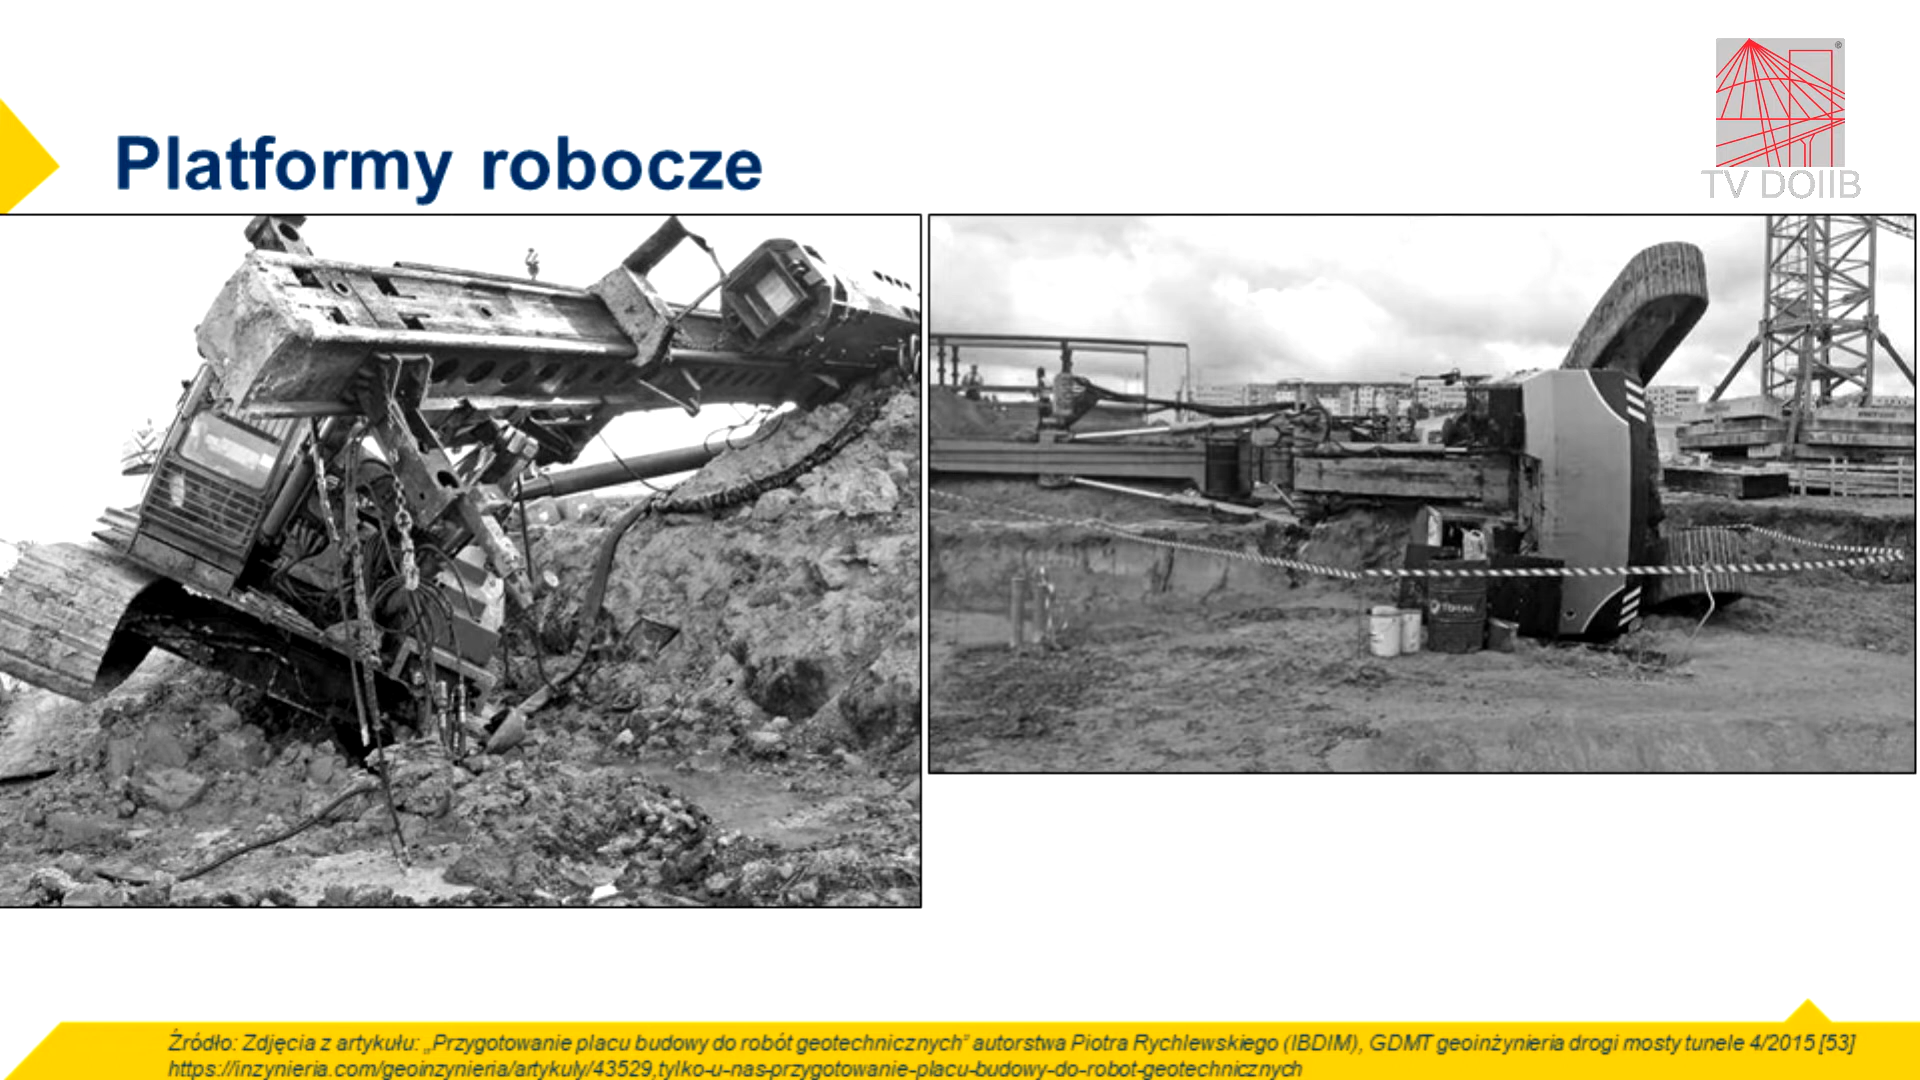 ®
TV DOIIB
Platformy robocze
TOTAL
Źródło: Zdjęcia z artykułu: „Przygotowanie placu budowy do robót geotechnicznych” autorstwa Piotra Rychlewskiego (IBDIM), GDMT geoinżynieria drogi mosty tunele 4/2015 [53]
https://inzynieria.com/geoinzynieria/artykuly/43529,tylko-u-nas-przygotowanie-placu-budowy-do-robot-geotechnicznych